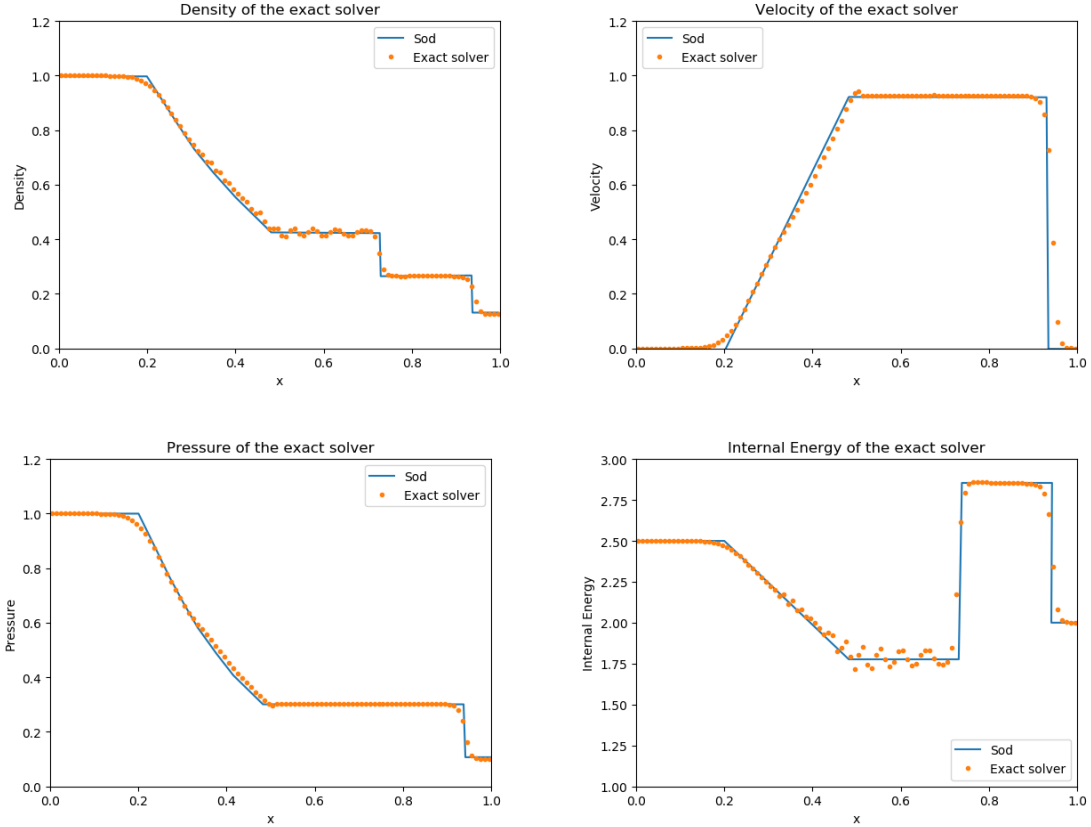 Density of the exact solver
1.2
1.0
0.8
0.6
0.4
0.2
0.0
Density
Sod
Exact solver
0.0 0.2 0.4 0.6 0.8 1.0
x
Velocity of the exact solver
1.2
1.0
0.8
0.6
0.4
0.2
0.0
Velocity
Sod
Exact solver
0.0 0.2 0.4 0.6 0.8 1.0
x
Pressure of the exact solver
1.2
1.0
0.8
0.6
0.4
0.2
0.0
Pressure
Sod
Exact solver
0.0 0.2 0.4 0.6 0.8 1.0
x
Internal Energy of the exact solver
3.00
2.75
2.50
2.25
2.00
1.75
1.50
1.25
1.00
Internal Energy
Sod
Exact solver
0.0 0.2 0.4 0.6 0.8 1.0
x